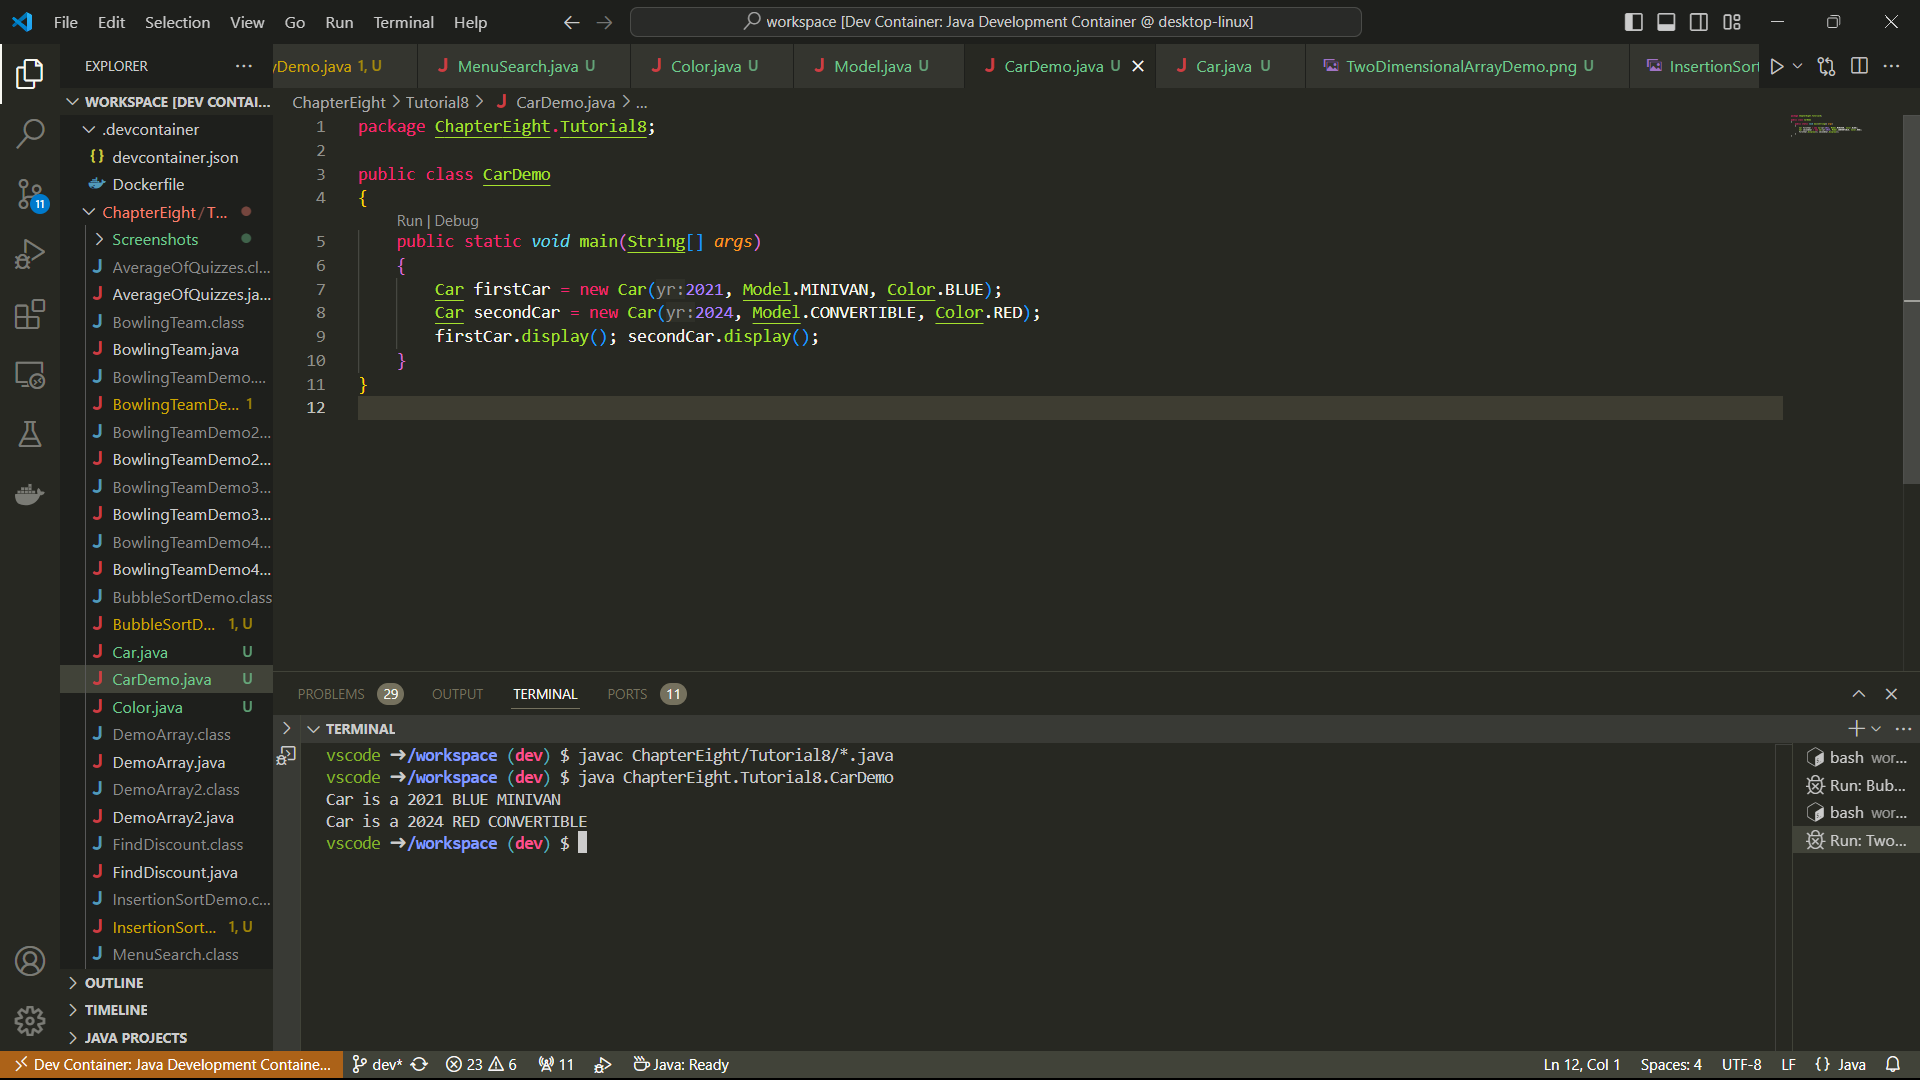 File Edit Selection View Go Run Terminal Help
workspace [Dev Container: Java Development Container @ desktop-linux]
EXPLORER
yDemo.java 1, U
MenuSearch.java U
Color.java U
Model.java U
CarDemo.java U
Car.java U
TwoDimensionalArrayDemo.png U
InsertionSort
WORKSPACE [DEV CONTAI...
.devcontainer
devcontainer.json
Dockerfile
ChapterEight / T...
Screenshots
AverageOfQuizzes.cl...
AverageOfQuizzes.ja...
BowlingTeam.class
BowlingTeam.java
BowlingTeamDemo....
BowlingTeamDe... 1
BowlingTeamDemo2...
BowlingTeamDemo2...
BowlingTeamDemo3...
BowlingTeamDemo3...
BowlingTeamDemo4...
BowlingTeamDemo4...
BubbleSortDemo.class
BubbleSortD... 1, U
Car.java U
CarDemo.java U
Color.java U
DemoArray.class
DemoArray.java
DemoArray2.class
DemoArray2.java
FindDiscount.class
FindDiscount.java
InsertionSortDemo.c...
InsertionSort... 1, U
MenuSearch.class
OUTLINE
TIMELINE
JAVA PROJECTS
11
ChapterEight > Tutorial8 > CarDemo.java > ...
1 package ChapterEight.Tutorial8;
2
3 public class CarDemo
4 {
Run | Debug
5 public static void main(String[] args)
6 {
7 Car firstCar = new Car(yr:2021, Model.MINIVAN, Color.BLUE);
8 Car secondCar = new Car(yr:2024, Model.CONVERTIBLE, Color.RED);
9 firstCar.display(); secondCar.display();
10 }
11 }
12
PROBLEMS 29 OUTPUT TERMINAL PORTS 11
TERMINAL
vscode ➜/workspace (dev) $ javac ChapterEight/Tutorial8/*.java
vscode ➜/workspace (dev) $ java ChapterEight.Tutorial8.CarDemo
Car is a 2021 BLUE MINIVAN
Car is a 2024 RED CONVERTIBLE
vscode ➜/workspace (dev) $
bash wor...
Run: Bub...
bash wor...
Run: Two...
Dev Container: Java Development Containe... dev* 23 6 11 Java: Ready Ln 12, Col 1 Spaces: 4 UTF-8 LF {} Java